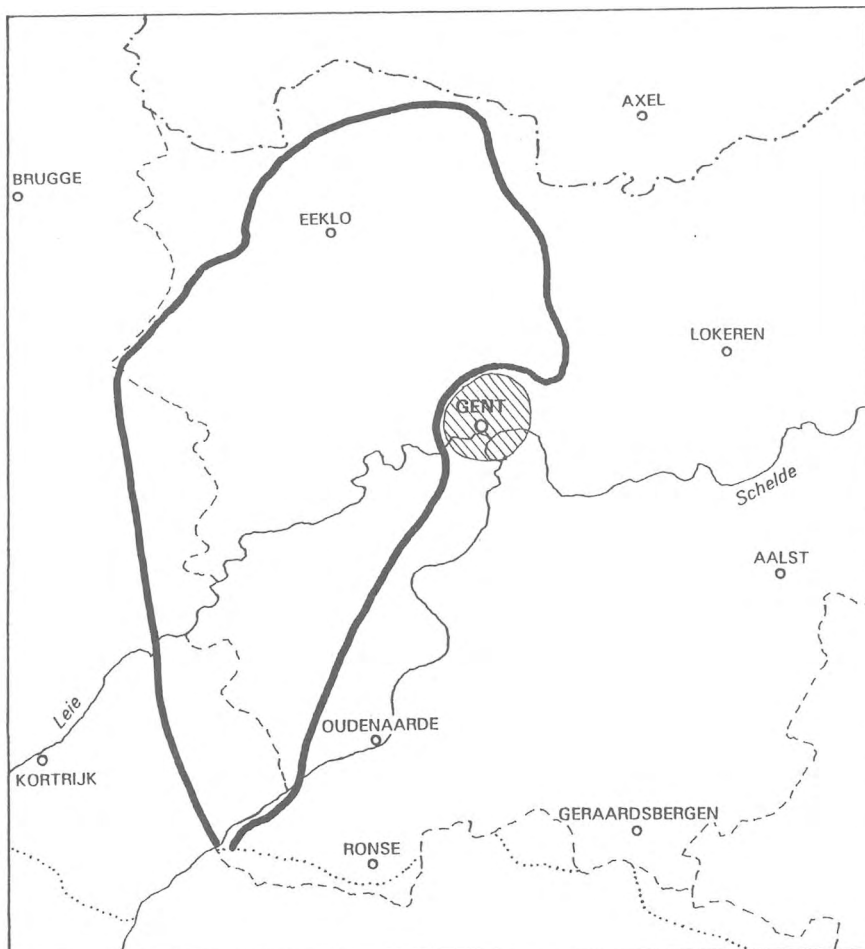 AXEL
BRUGGE
EEKLO
LOKEREN
GENT
Schelde
AALST
Leie
OUDENAARDE
KORTRIJK
GERAARDSBERGEN
RONSE